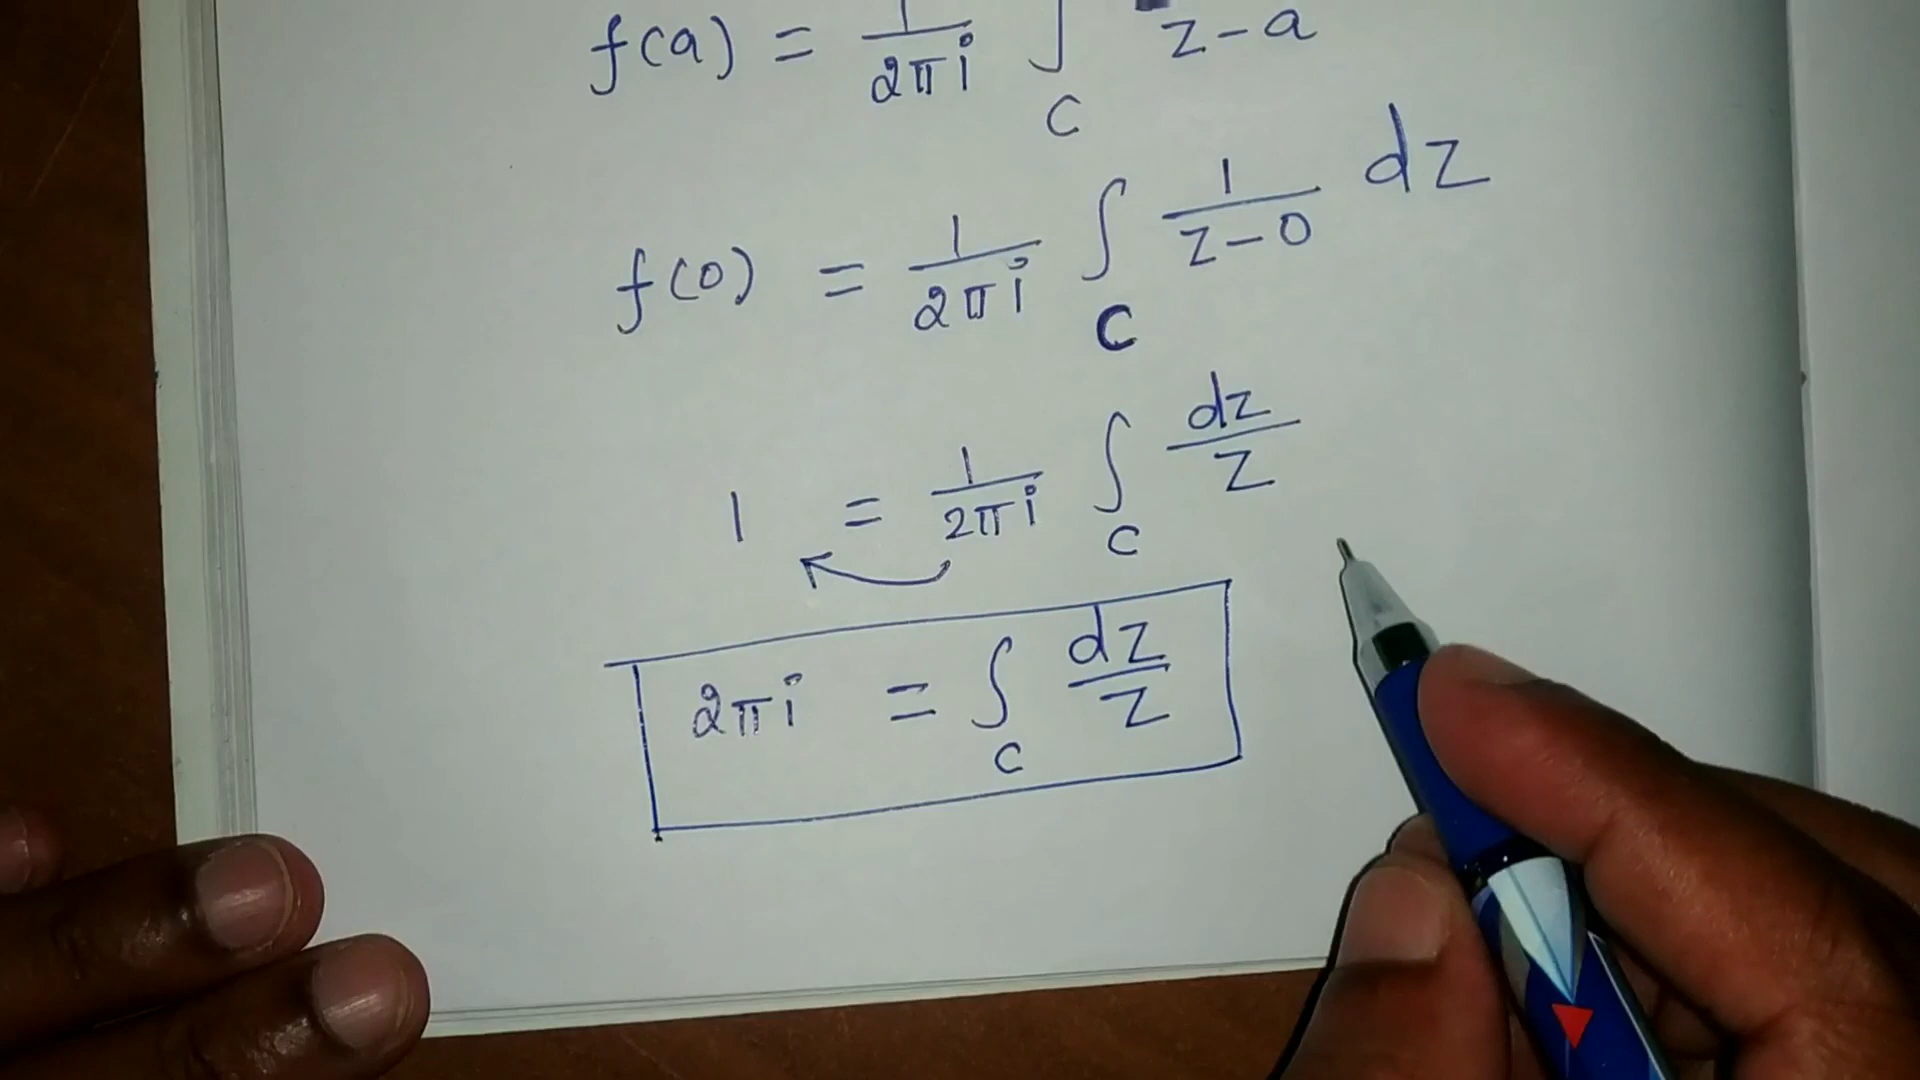 f(a) = 1/2πi ∫_C z-a
f(0) = 1/2πi ∫_C 1/z-0 dz
1 = 1/2πi ∫_C dz/z
2πi = ∫_C dz/z